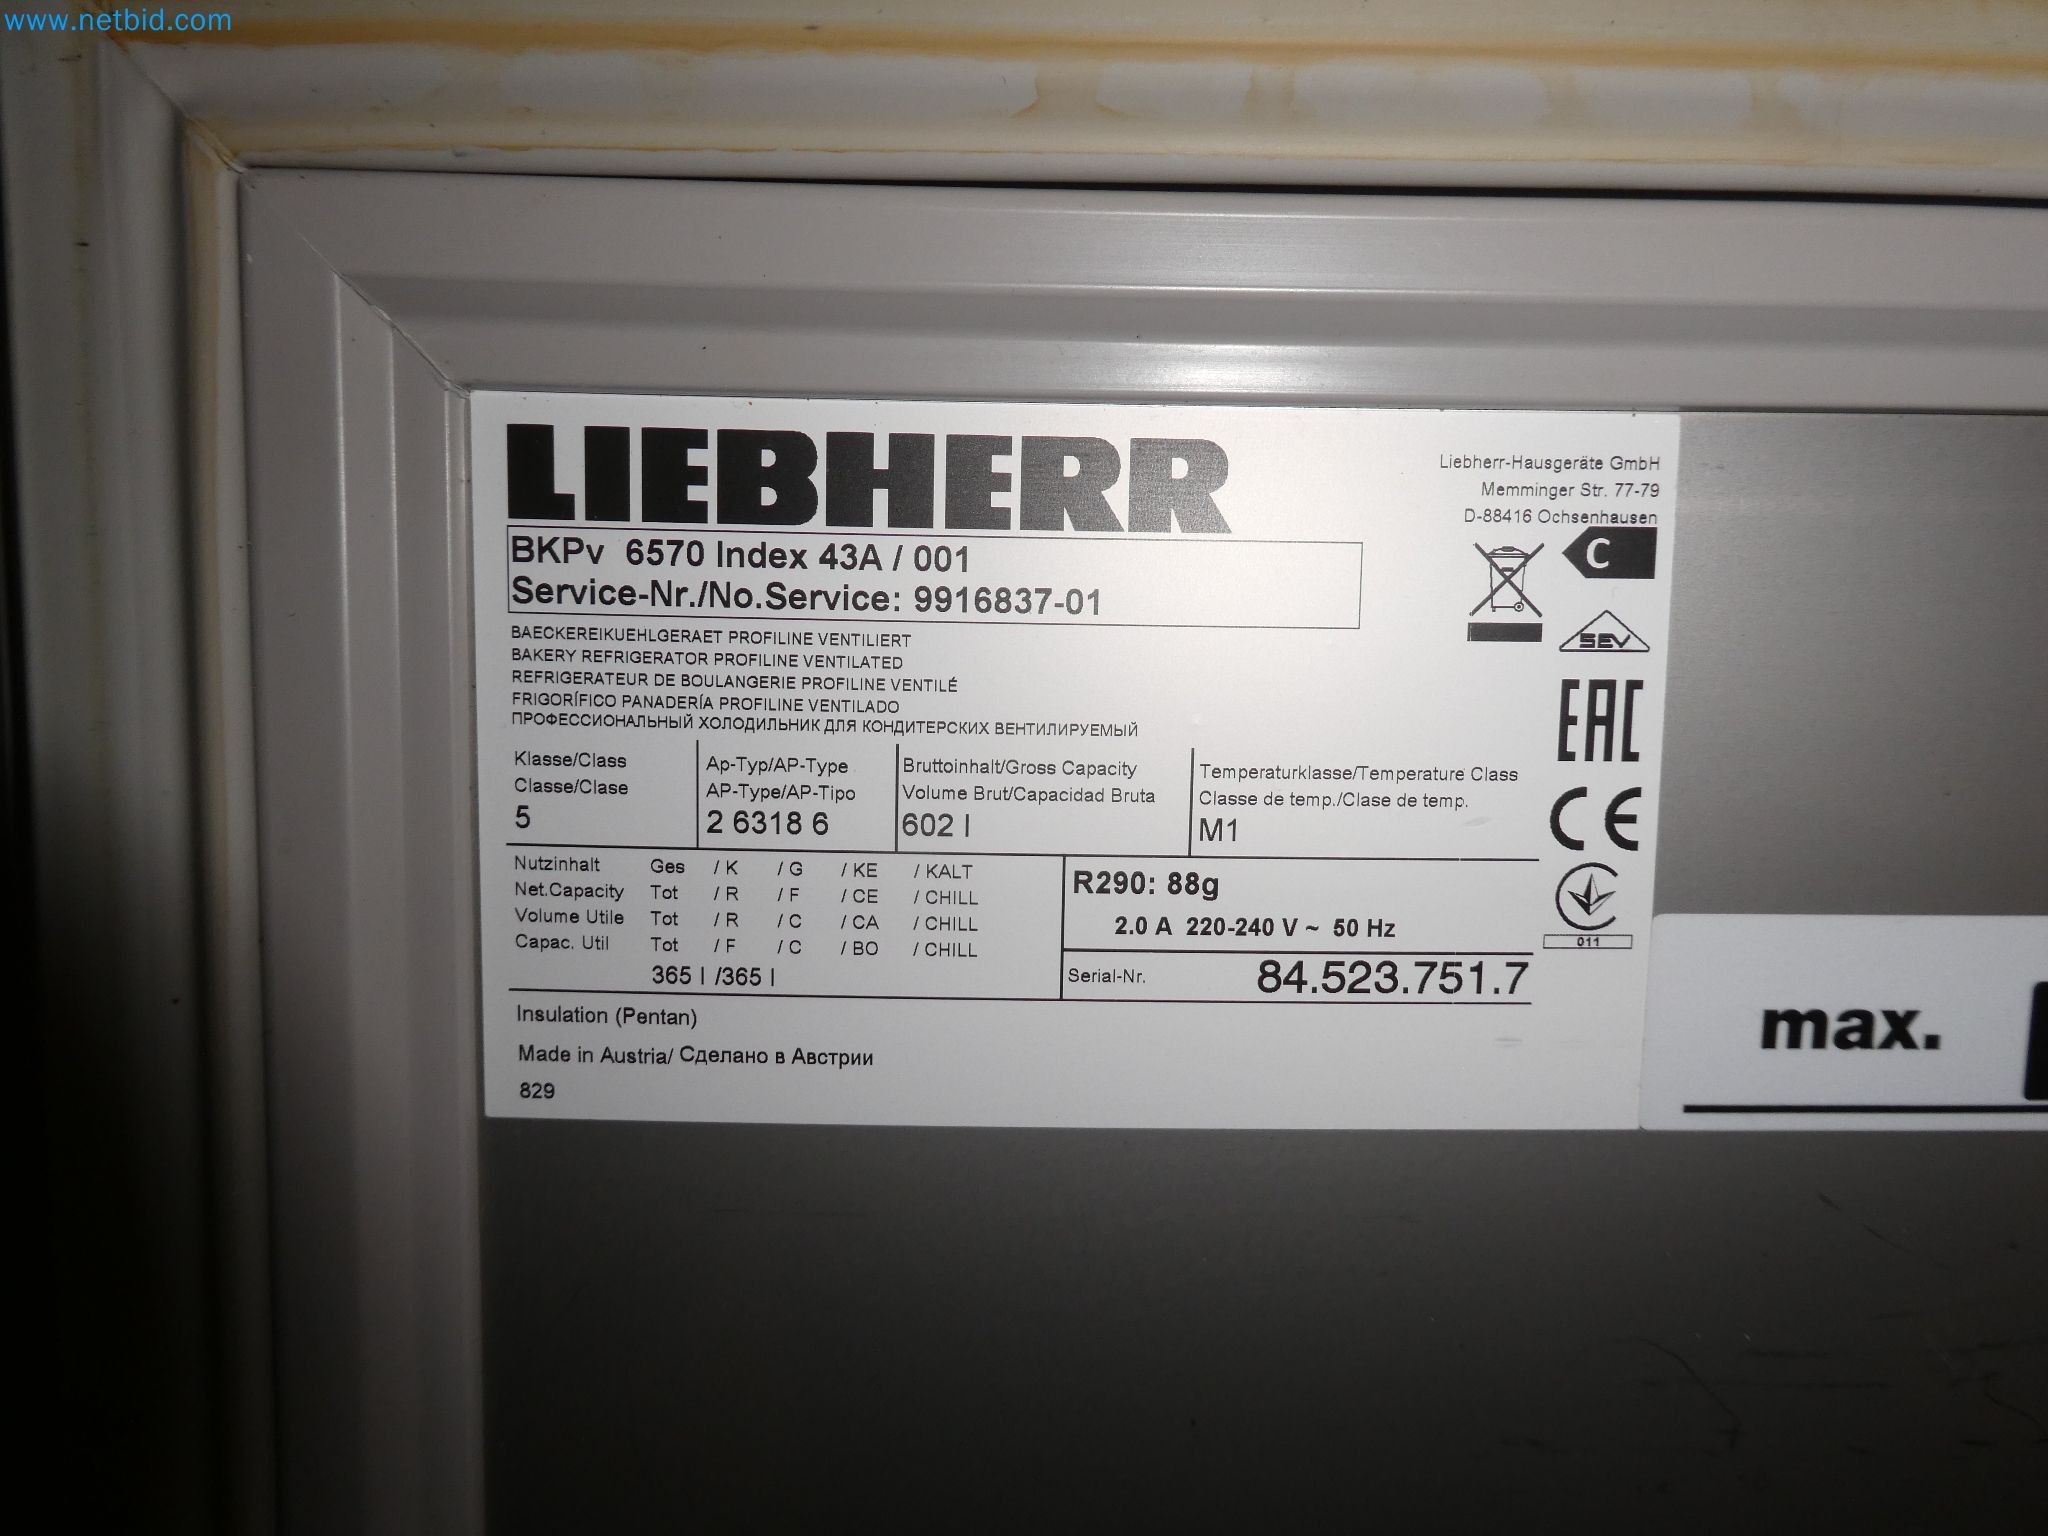 www.netbid.com
LIEBHERR
Liebherr-Hausgeräte GmbH
Memminger Str. 77-79
D-88416 Ochsenhausen
BKPv 6570 Index 43A / 001
Service-Nr./No.Service: 9916837-01
C
SEV
EAC
CE
011
BAECKEREIKUEHLGERAET PROFILINE VENTILIERT
BAKERY REFRIGERATOR PROFILINE VENTILATED
REFRIGERATEUR DE BOULANGERIE PROFILINE VENTILÉ
FRIGORÍFICO PANADERÍA PROFILINE VENTILADO
ПРОФЕССИОНАЛЬНЫЙ ХОЛОДИЛЬНИК ДЛЯ КОНДИТЕРСКИХ ВЕНТИЛИРУЕМЫЙ
Klasse/Class
Classe/Clase
5
Ap-Typ/AP-Type
AP-Type/AP-Tipo
2 6318 6
Bruttoinhalt/Gross Capacity
Volume Brut/Capacidad Bruta
602 l
Temperaturklasse/Temperature Class
Classe de temp./Clase de temp.
M1
Nutzinhalt Ges / K / G / KE / KALT
Net.Capacity Tot / R / F / CE / CHILL
Volume Utile Tot / R / C / CA / CHILL
Capac. Util Tot / F / C / BO / CHILL
365 l /365 l
R290: 88g
2.0 A 220-240 V ~ 50 Hz
Serial-Nr. 84.523.751.7
Insulation (Pentan)
Made in Austria/ Сделано в Австрии
829
max.